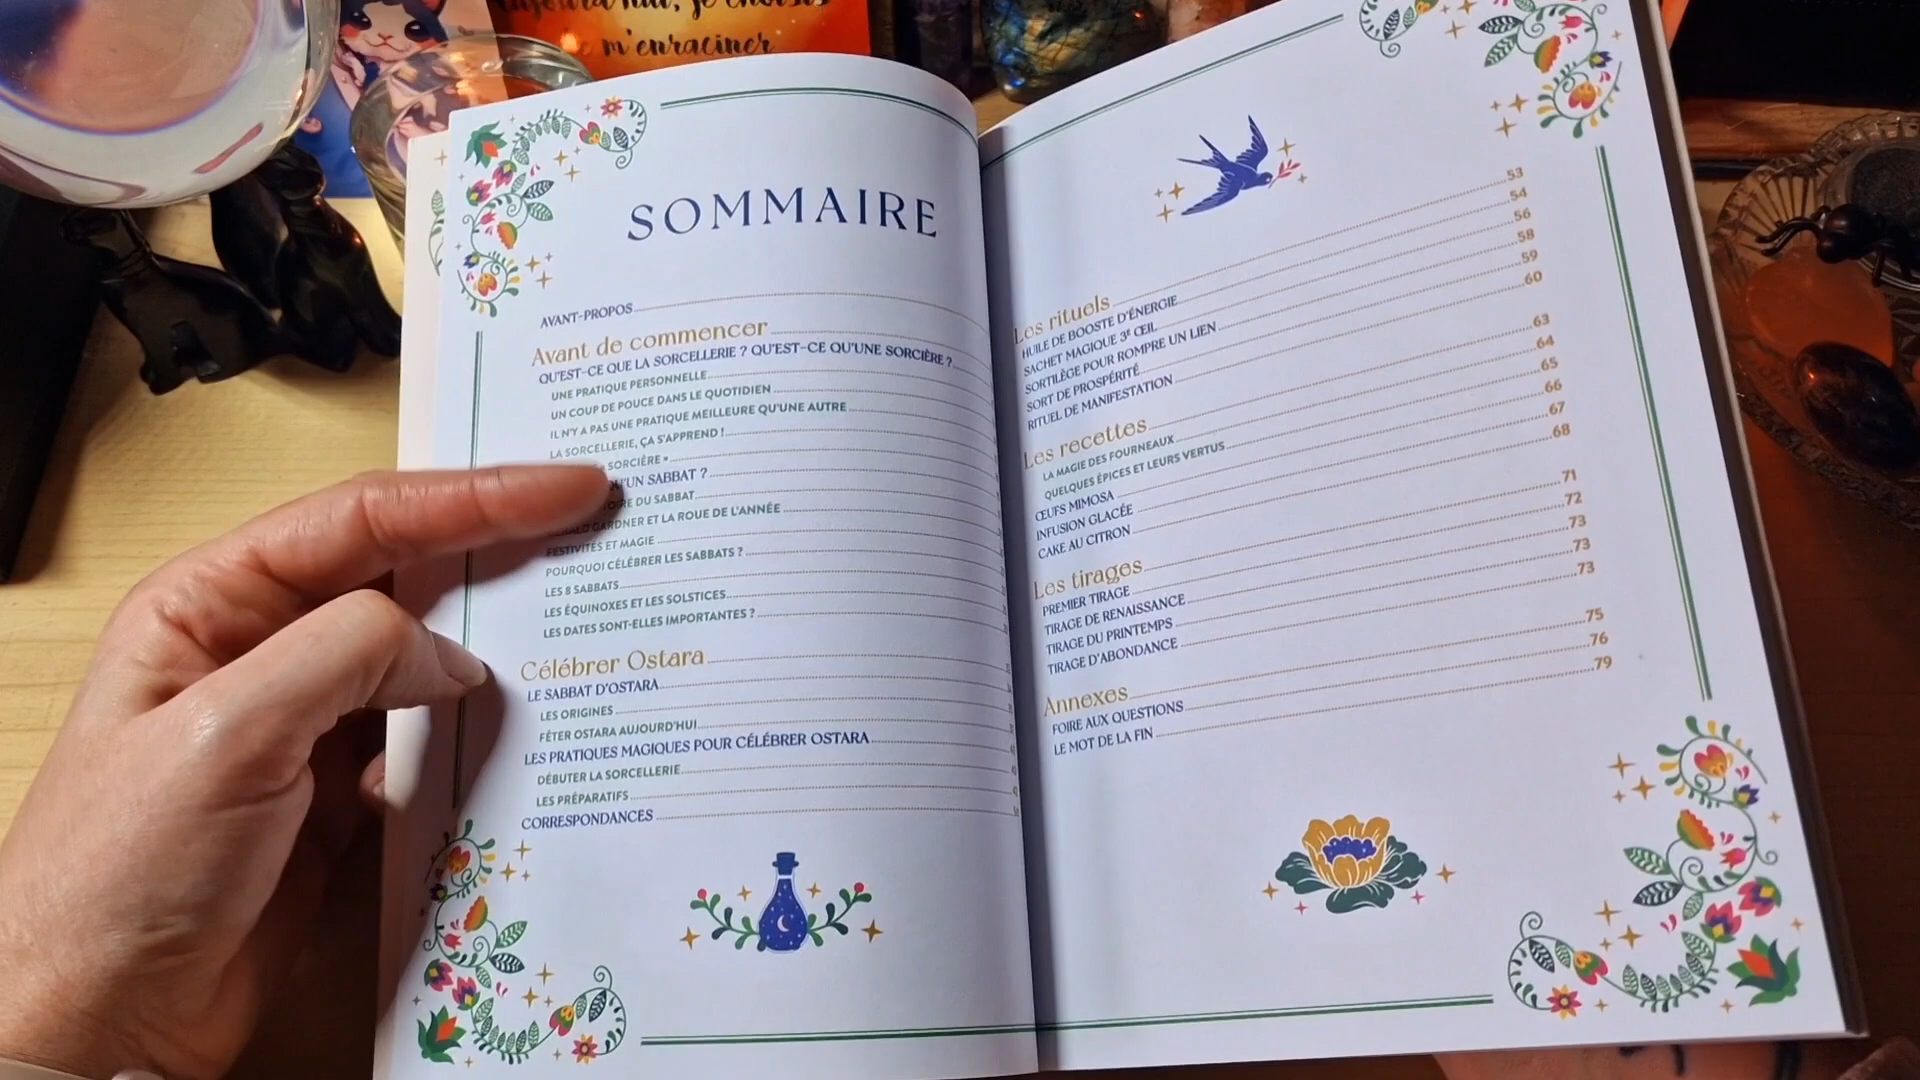 aujourd'hui, je choisis
de m'enraciner
SOMMAIRE
AVANT-PROPOS
Avant de commencer
QU'EST-CE QUE LA SORCELLERIE ? QU'EST-CE QU'UNE SORCIÈRE ?
UNE PRATIQUE PERSONNELLE
UN COUP DE POUCE DANS LE QUOTIDIEN
IL N'Y A PAS UNE PRATIQUE MEILLEURE QU'UNE AUTRE
LA SORCELLERIE, ÇA S'APPREND !
« SORCIÈRE »
QU'UN SABBAT ?
DU SABBAT
GARDNER ET LA ROUE DE L'ANNÉE
FESTIVITÉS ET MAGIE
POURQUOI CÉLÉBRER LES SABBATS ?
LES 8 SABBATS
LES ÉQUINOXES ET LES SOLSTICES
LES DATES SONT-ELLES IMPORTANTES ?
Célébrer Ostara
LE SABBAT D'OSTARA
LES ORIGINES
FÊTER OSTARA AUJOURD'HUI
LES PRATIQUES MAGIQUES POUR CÉLÉBRER OSTARA
DÉBUTER LA SORCELLERIE
LES PRÉPARATIFS
CORRESPONDANCES
Les rituels 53
HUILE DE BOOSTE D'ÉNERGIE 54
SACHET MAGIQUE 3e ŒIL 56
SORTILÈGE POUR ROMPRE UN LIEN 58
SORT DE PROSPÉRITÉ 59
RITUEL DE MANIFESTATION 60
Les recettes 63
LA MAGIE DES FOURNEAUX 64
QUELQUES ÉPICES ET LEURS VERTUS 65
ŒUFS MIMOSA 66
INFUSION GLACÉE 67
CAKE AU CITRON 68
Les tirages 71
PREMIER TIRAGE 72
TIRAGE DE RENAISSANCE 73
TIRAGE DU PRINTEMPS 73
TIRAGE D'ABONDANCE 73
Annexes 75
FOIRE AUX QUESTIONS 76
LE MOT DE LA FIN 79